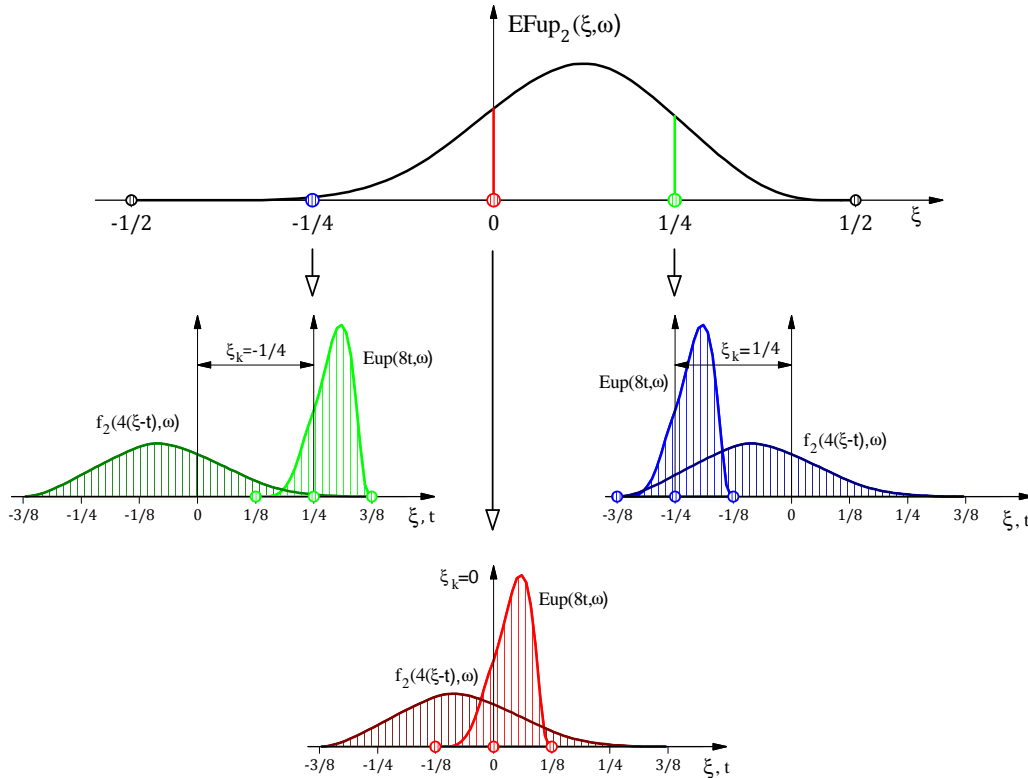 EFup₂(ξ,ω)
-1/2 -1/4 0 1/4 1/2 ξ
ξₖ=-1/4
Eup(8t,ω)
f₂(4(ξ-t),ω)
-3/8 -1/4 -1/8 0 1/8 1/4 3/8 ξ, t
ξₖ=1/4
Eup(8t,ω)
f₂(4(ξ-t),ω)
-3/8 -1/4 -1/8 0 1/8 1/4 3/8 ξ, t
ξₖ=0
Eup(8t,ω)
f₂(4(ξ-t),ω)
-3/8 -1/4 -1/8 0 1/8 1/4 3/8 ξ, t